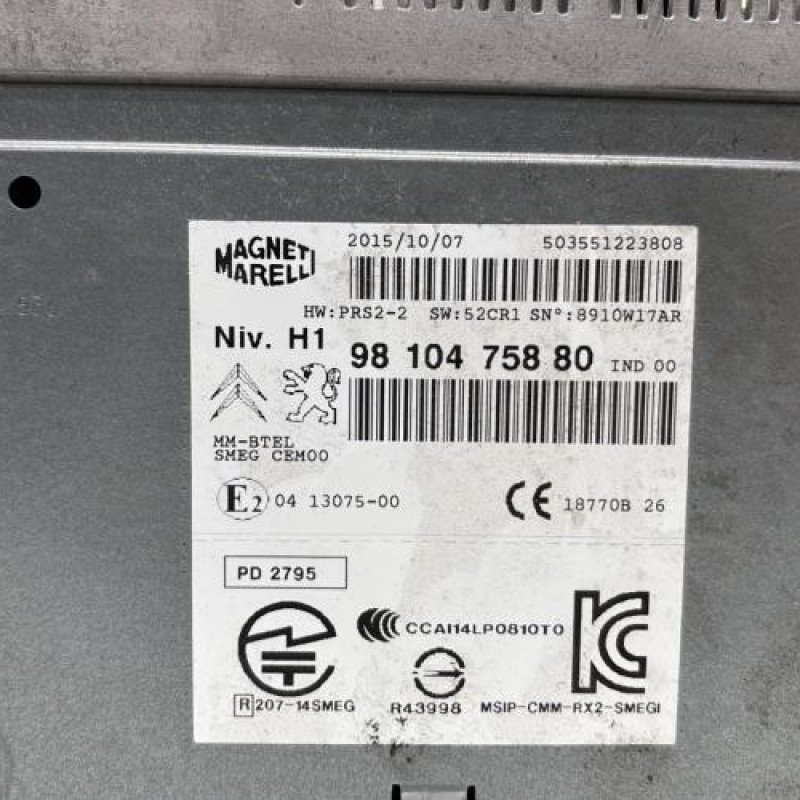 MAGNETI MARELLI
2015/10/07 503551223808
HW:PRS2-2 SW:52CR1 SN°:8910W17AR
Niv. H1
98 104 758 80 IND 00
MM-BTEL
SMEG CEM00
E2 04 13075-00
CE 18770B 26
PD 2795
CCAI14LP0810T0
R 207-14SMEG
R43998
MSIP-CMM-RX2-SMEGI